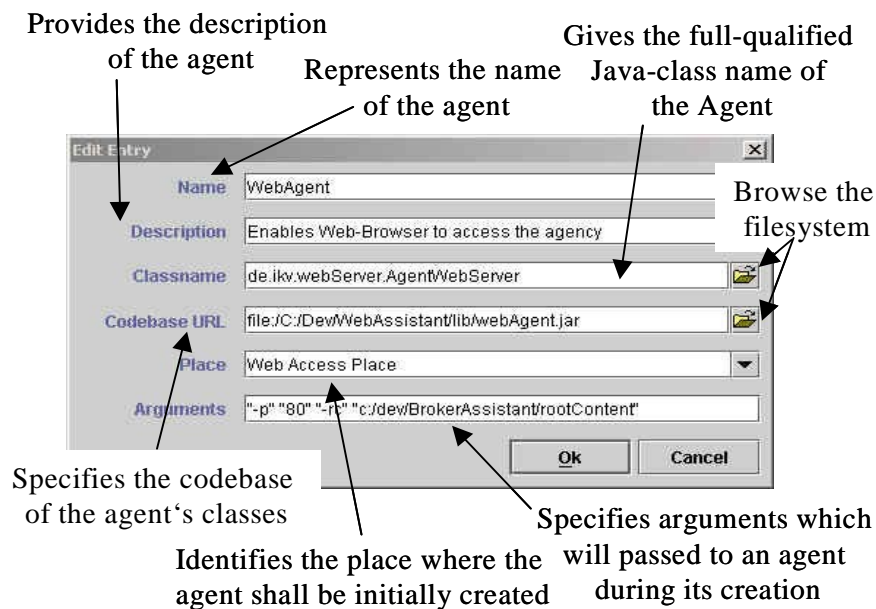 Provides the description
of the agent
Represents the name
of the agent
Gives the full-qualified
Java-class name of
the Agent
Edit Entry
Name WebAgent
Browse the
filesystem
Description Enables Web-Browser to access the agency
Classname de.ikv.webServer.AgentWebServer
Codebase URL file:/C:/Dev/WebAssistant/lib/webAgent.jar
Place Web Access Place
Arguments "-p" "80" "-rc" "c:/dev/BrokerAssistant/rootContent"
Ok Cancel
Specifies the codebase
of the agent‘s classes
Identifies the place where the
agent shall be initially created
Specifies arguments which
will passed to an agent
during its creation